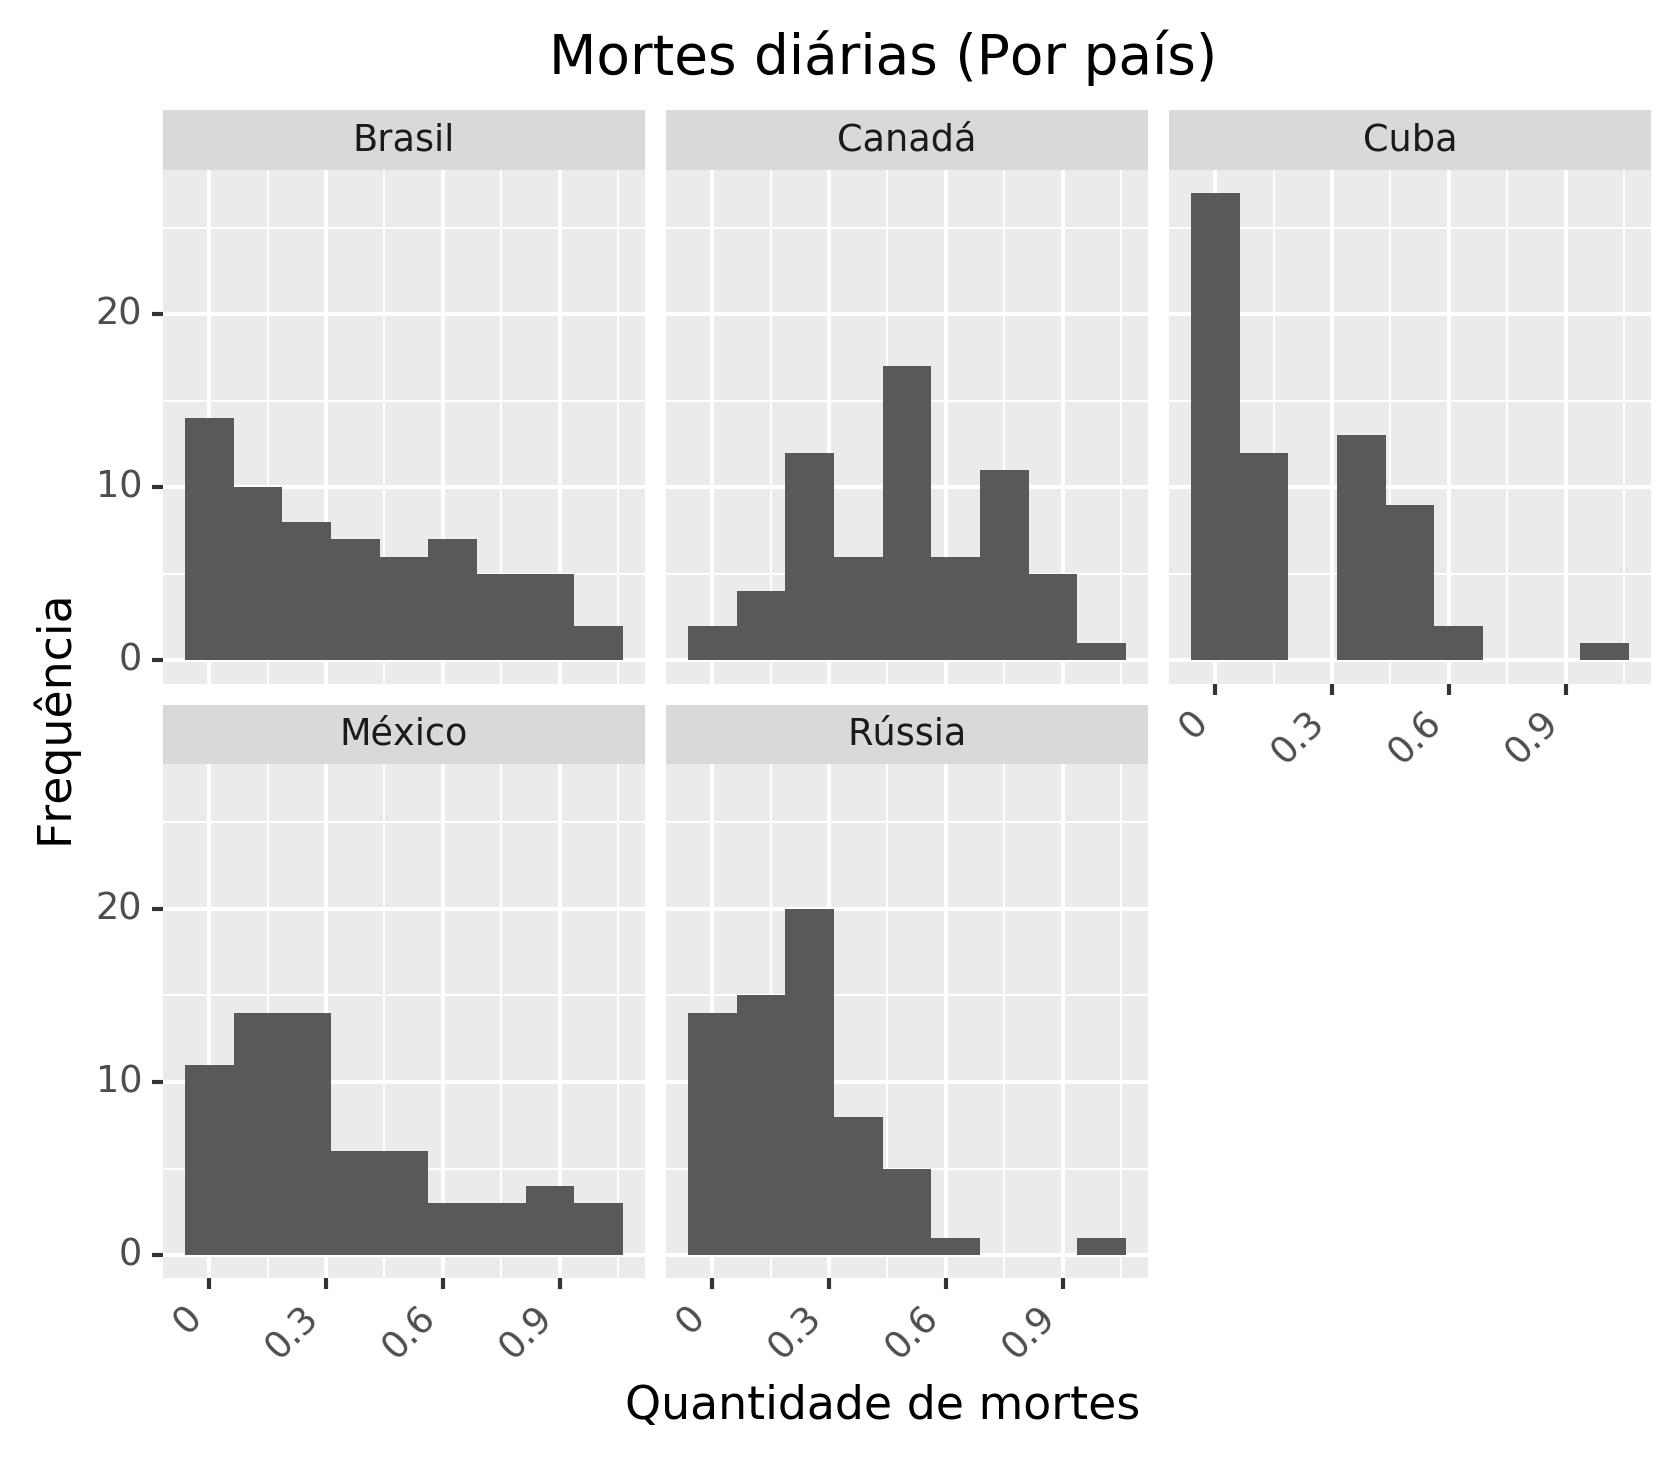 Mortes diárias (Por país)
Brasil
Canadá
Cuba
20
10
0
0
0.3
0.6
0.9
México
Rússia
20
10
0
0
0.3
0.6
0.9
0
0.3
0.6
0.9
Frequência
Quantidade de mortes